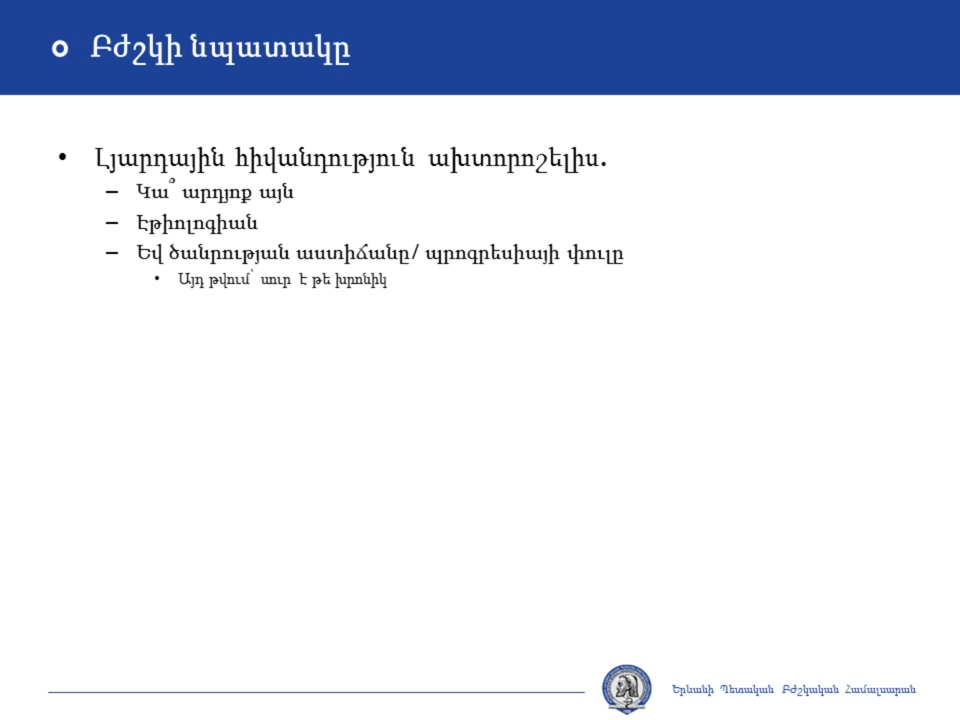 Բժշկի նպատակը
• Լյարդային հիվանդություն ախտորոշելիս.
– Կա՞ արդյոք այն
– Էթիոլոգիան
– Եվ ծանրության աստիճանը/ պրոգրեսիայի փուլը
• Այդ թվում՝ սուր է թե խրոնիկ
Երևանի Պետական Բժշկական Համալսարան